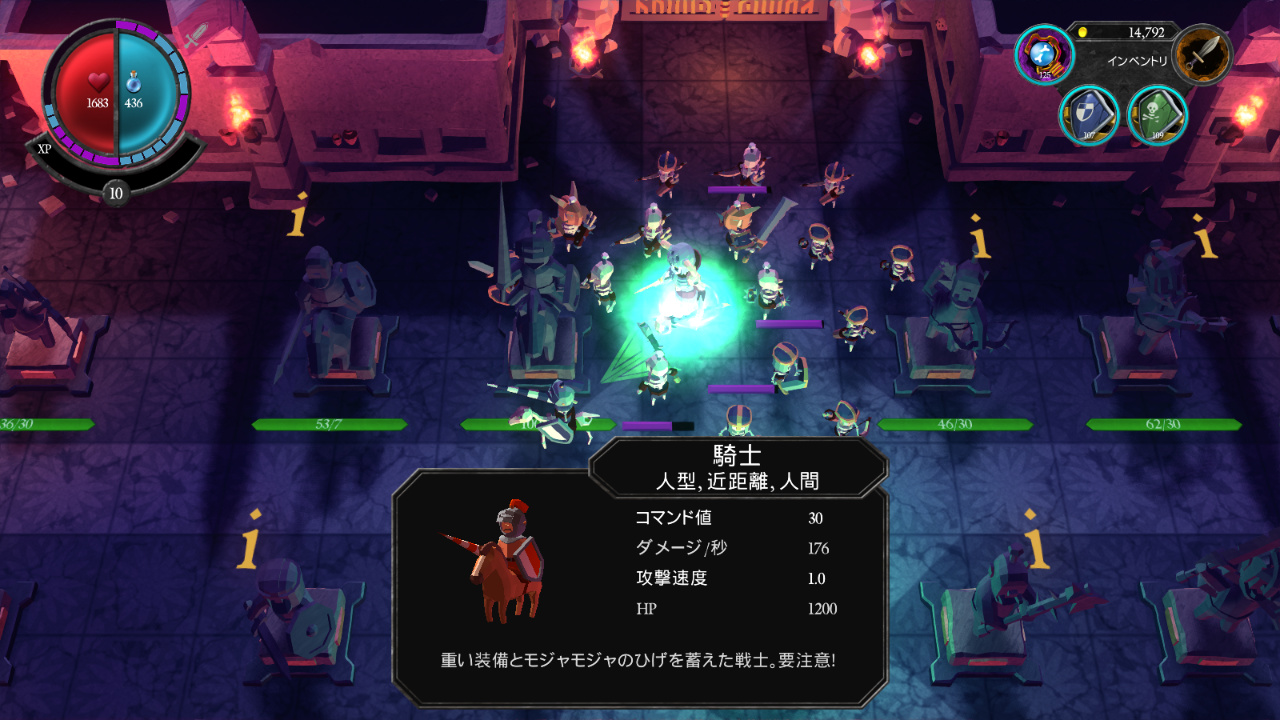 14,792
インベントリ
125
107
109
1683
436
XP
10
36/30
53/7
46/30
62/30
騎士
人型, 近距離, 人間
コマンド値 30
ダメージ/秒 176
攻撃速度 1.0
HP 1200
重い装備とモジャモジャのひげを蓄えた戦士。要注意!